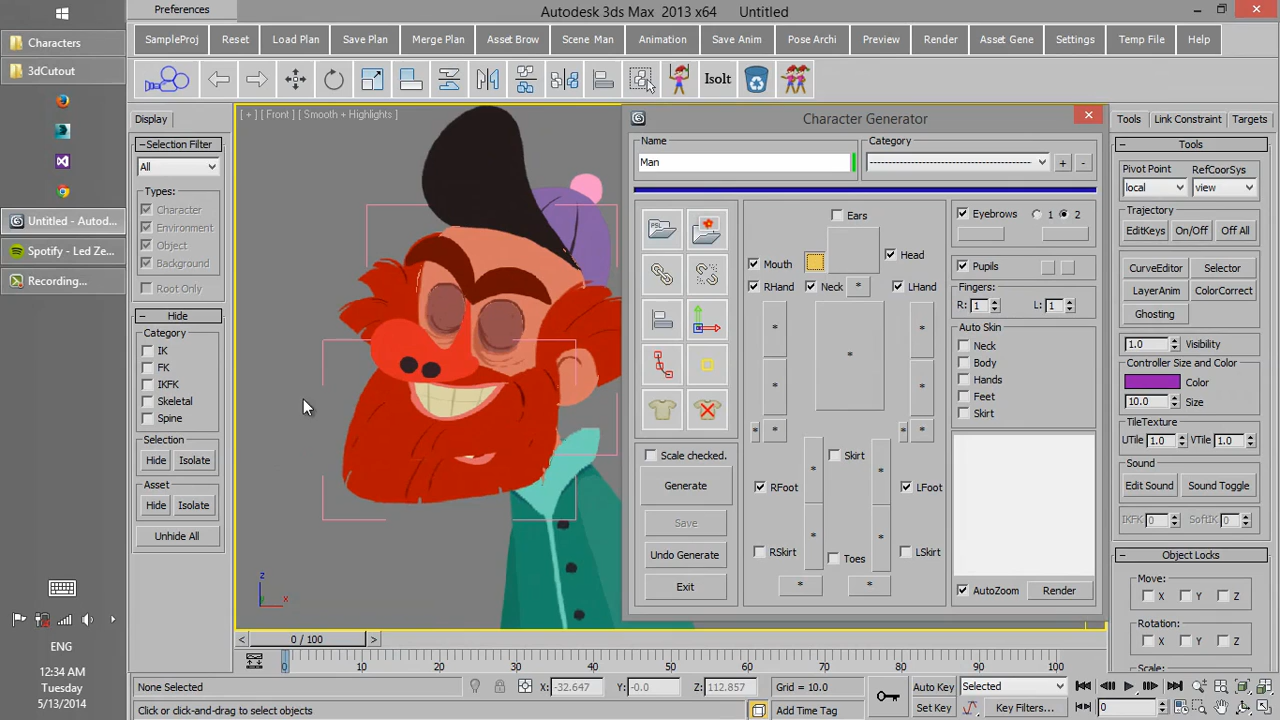 Preferences
Autodesk 3ds Max 2013 x64 Untitled
Characters
3dCutout
Untitled - Autod...
Spotify - Led Ze...
Recording...
ENG
12:34 AM
Tuesday
5/13/2014
SampleProj Reset Load Plan Save Plan Merge Plan Asset Brow Scene Man Animation Save Anim Pose Archi Preview Render Asset Gene Settings Temp File Help
Isolt
Display
Selection Filter
All
Types:
Character
Environment
Object
Background
Root Only
Hide
Category
IK
FK
IKFK
Skeletal
Spine
Selection
Hide Isolate
Asset
Hide Isolate
Unhide All
[ + ] [ Front ] [ Smooth + Highlights ]
z
x
Character Generator
Name
Man
Category
+ -
PSL
Scale checked.
Generate
Save
Undo Generate
Exit
Ears
Mouth Head
RHand Neck * LHand
* *
*
* *
* * * *
Skirt
* *
RFoot LFoot
RSkirt Toes LSkirt
* *
* *
Eyebrows 1 2
Pupils
Fingers:
R: 1 L: 1
Auto Skin
Neck
Body
Hands
Feet
Skirt
AutoZoom Render
Tools Link Constraint Targets
Tools
Pivot Point RefCoorSys
local view
Trajectory
EditKeys On/Off Off All
CurveEditor Selector
LayerAnim ColorCorrect
Ghosting
1.0 Visibility
Controller Size and Color
Color
10.0 Size
TileTexture
UTile 1.0 VTile 1.0
Sound
Edit Sound Sound Toggle
IKFK 0 SoftIK 0
Object Locks
Move:
X Y Z
Rotation:
X Y Z
Scale:
< 0 / 100 >
0 10 20 30 40 50 60 70 80 90 100
None Selected X: -32.647 Y: -0.0 Z: 112.857 Grid = 10.0 Auto Key Selected
Click or click-and-drag to select objects Add Time Tag Set Key Key Filters... 0